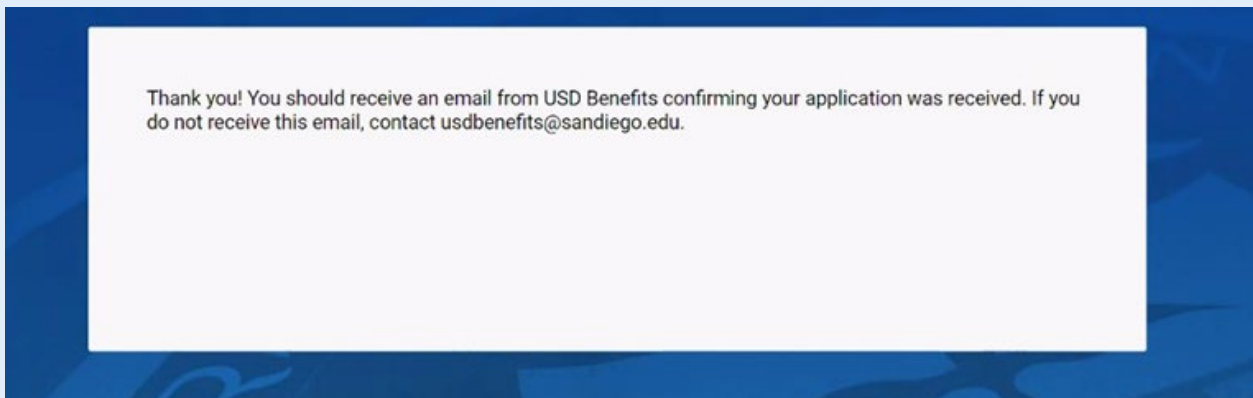 Thank you! You should receive an email from USD Benefits confirming your application was received. If you
do not receive this email, contact usdbenefits@sandiego.edu.